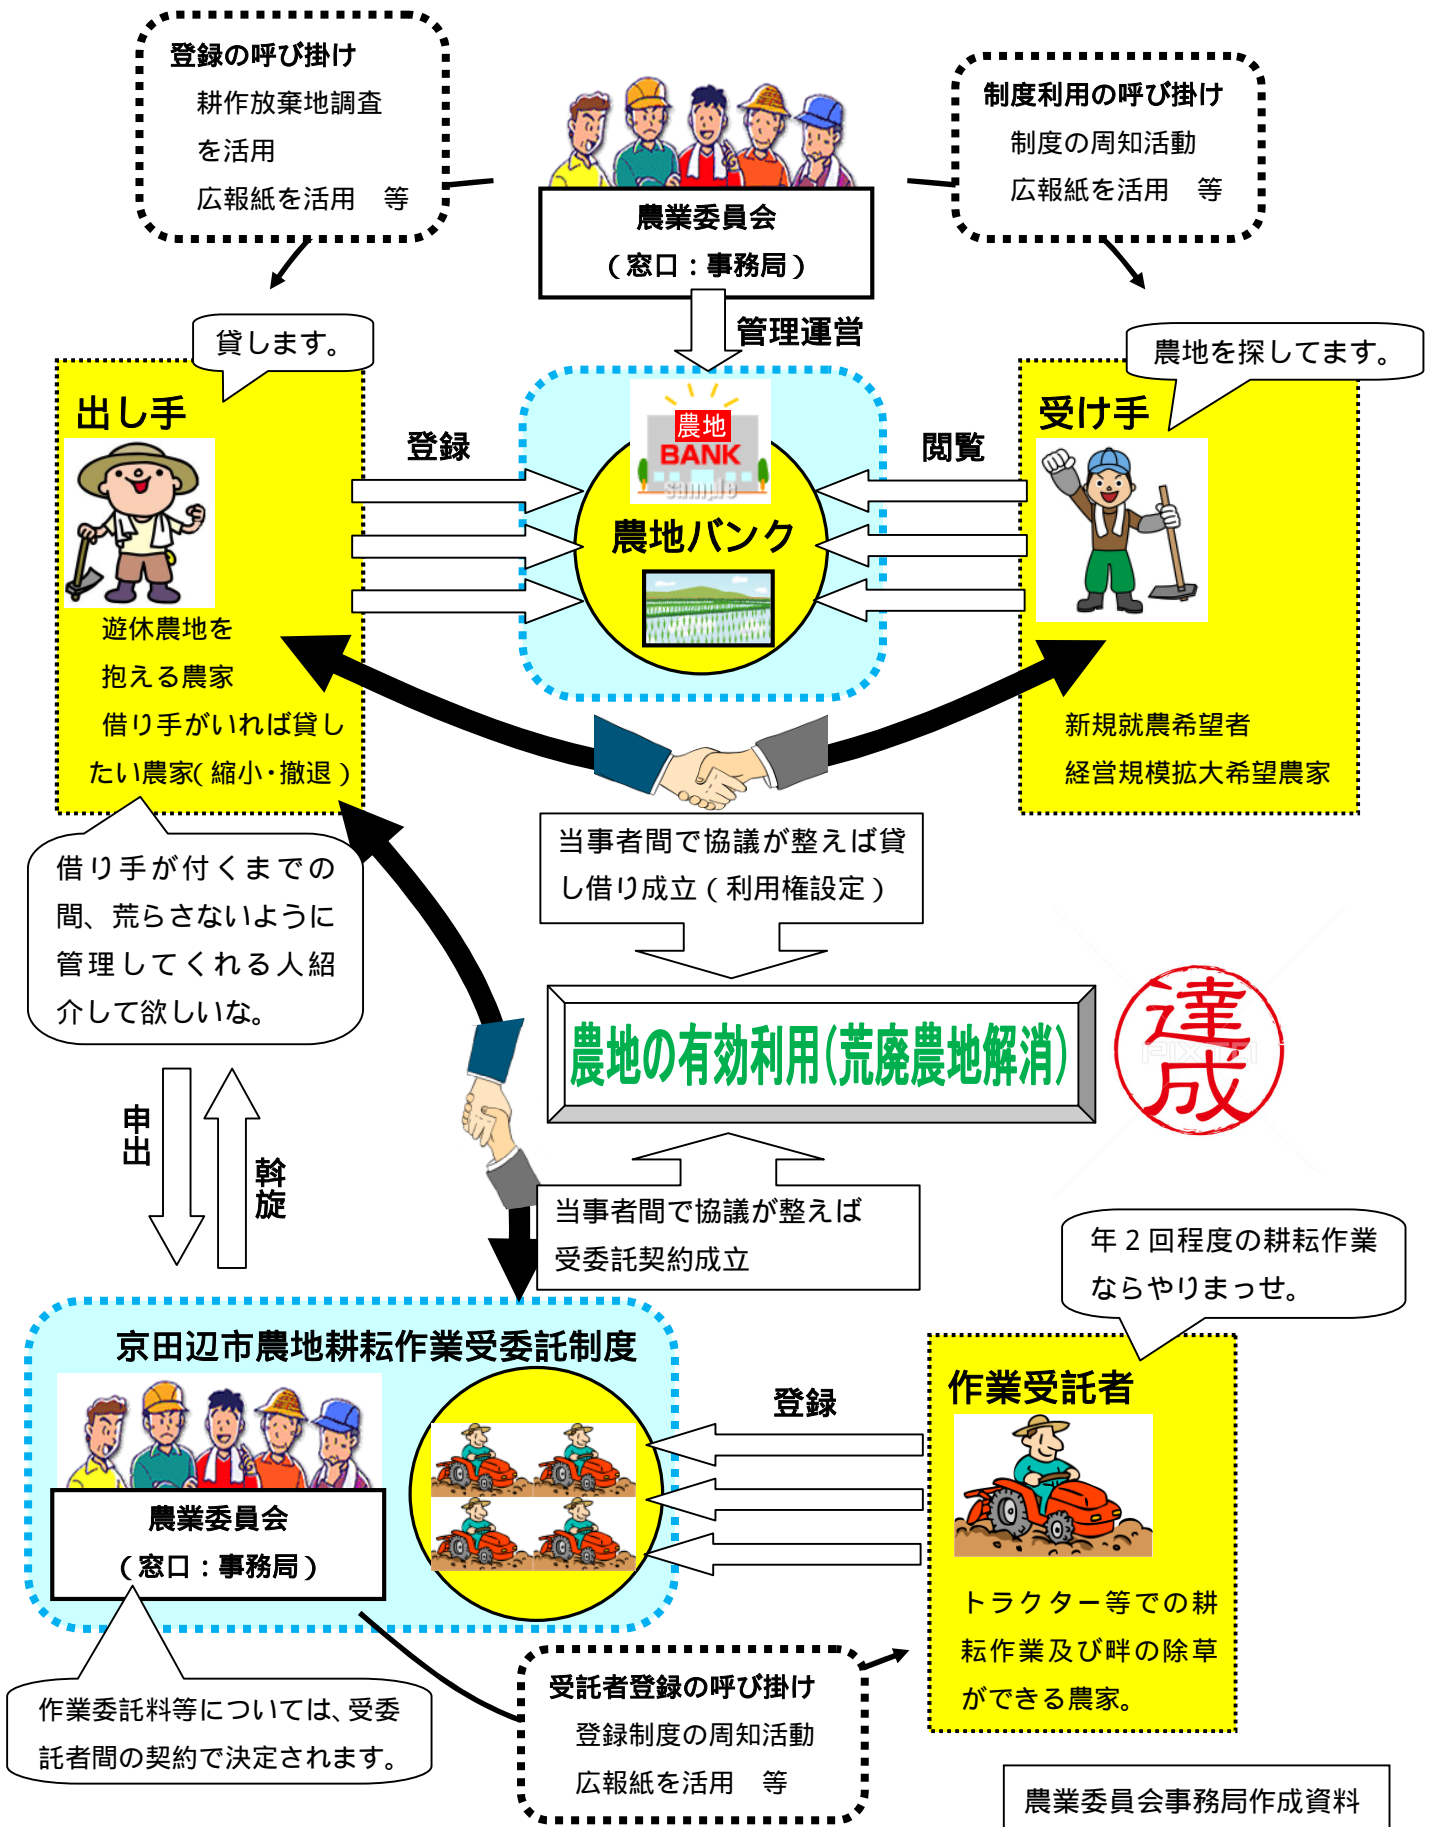 登録の呼び掛け
耕作放棄地調査
を活用
広報紙を活用　等
制度利用の呼び掛け
制度の周知活動
広報紙を活用　等
農業委員会
（窓口：事務局）
管理運営
貸します。
農地を探してます。
出し手
登録
農地
BANK
sample
農地バンク
閲覧
受け手
遊休農地を
抱える農家
借り手がいれば貸し
たい農家（縮小・撤退）
新規就農希望者
経営規模拡大希望農家
当事者間で協議が整えば貸
し借り成立（利用権設定）
借り手が付くまでの
間、荒らさないように
管理してくれる人紹
介して欲しいな。
農地の有効利用（荒廃農地解消）
達成
PIXTA
申出
斡旋
当事者間で協議が整えば
受委託契約成立
年２回程度の耕耘作業
ならやりまっせ。
京田辺市農地耕耘作業受委託制度
農業委員会
（窓口：事務局）
登録
作業受託者
トラクター等での耕
耘作業及び畔の除草
ができる農家。
作業委託料等については、受委
託者間の契約で決定されます。
受託者登録の呼び掛け
登録制度の周知活動
広報紙を活用　等
農業委員会事務局作成資料